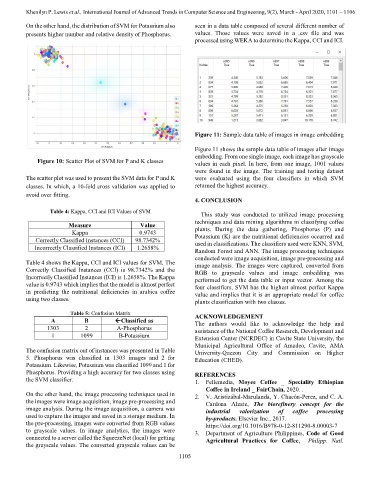 Kherolyn P. Lewis et al., International Journal of Advanced Trends in Computer Science and Engineering, 9(2), March - April 2020, 1101 – 1106
On the other hand, the distribution of SVM for Potassium also
presents higher number and relative density of Phosphorus.
Figure 10: Scatter Plot of SVM for P and K classes
The scatter plot was used to present the SVM data for P and K
classes. In which, a 10-fold cross validation was applied to
avoid over fitting.
Table 4: Kappa, CCI and ICI Values of SVM
Measure Value
Kappa 0.9743
Correctly Classified Instances (CCI) 98.7342%
Incorrectly Classified Instances (ICI) 1.2658%
Table 4 shows the Kappa, CCI and ICI values for SVM. The
Correctly Classified Instances (CCI) is 98.7342% and the
Incorrectly Classified Instances (ICI) is 1.2658%. The Kappa
value is 0.9743 which implies that the model is almost perfect
in predicting the nutritional deficiencies in arabica coffee
using two classes.
Table 5: Confusion Matrix
A B ←Classified as
1303 2 A-Phosphorus
1 1099 B-Potassium
The confusion matrix out of instances was presented in Table
5. Phosphorus was classified in 1303 images and 2 for
Potassium. Likewise, Potassium was classified 1099 and 1 for
Phosphorus. Providing a high accuracy for two classes using
the SVM classifier.
On the other hand, the image processing techniques used in
the images were image acquisition, image pre-processing and
image analysis. During the image acquisition, a camera was
used to capture the images and saved in a storage medium. In
the pre-processing, images were converted from RGB values
to grayscale values. In image analytics, the images were
connected to a server called the SqueezeNet (local) for getting
the grayscale values. The converted grayscale values can be
seen in a data table composed of several different number of
values. Those values were saved in a .csv file and was
processed using WEKA to determine the Kappa, CCI and ICI.
Figure 11: Sample data table of images in image embedding
Figure 11 shows the sample data table of images after image
embedding. From one single image, each image has grayscale
values in each pixel. In here, from one image, 1001 values
were found in the image. The training and testing dataset
were evaluated using the four classifiers in which SVM
returned the highest accuracy.
4. CONCLUSION
This study was conducted to utilized image processing
techniques and data mining algorithms in classifying coffee
plants. During the data gathering, Phosphorus (P) and
Potassium (K) are the nutritional deficiencies occurred and
used in classifications. The classifiers used were KNN, SVM,
Random Forest and ANN. The image processing techniques
conducted were image acquisition, image pre-processing and
image analysis. The images were captured, converted from
RGB to grayscale values and image embedding was
performed to get the data table or input vector. Among the
four classifiers, SVM has the highest almost perfect Kappa
value and implies that it is an appropriate model for coffee
plants classification with two classes.
ACKNOWLEDGEMENT
The authors would like to acknowledge the help and
assistance of the National Coffee Research, Development and
Extension Center (NCRDEC) in Cavite State University, the
Municipal Agricultural Office of Amadeo, Cavite, AMA
University-Quezon City and Commission on Higher
Education (CHED).
REFERENCES
V. Aristizábal-Marulanda, Y. Chacón-Perez, and C. A.
Cardona Alzate, The biorefinery concept for the
industrial valorization of coffee processing
by-products. Elsevier Inc., 2017.
https://doi.org/10.1016/B978-0-12-811290-8.00003-7
3. Department of Agriculture Philippines, Code of Good
Agricultural Practices for Coffee, Philipp. Natl.
1105